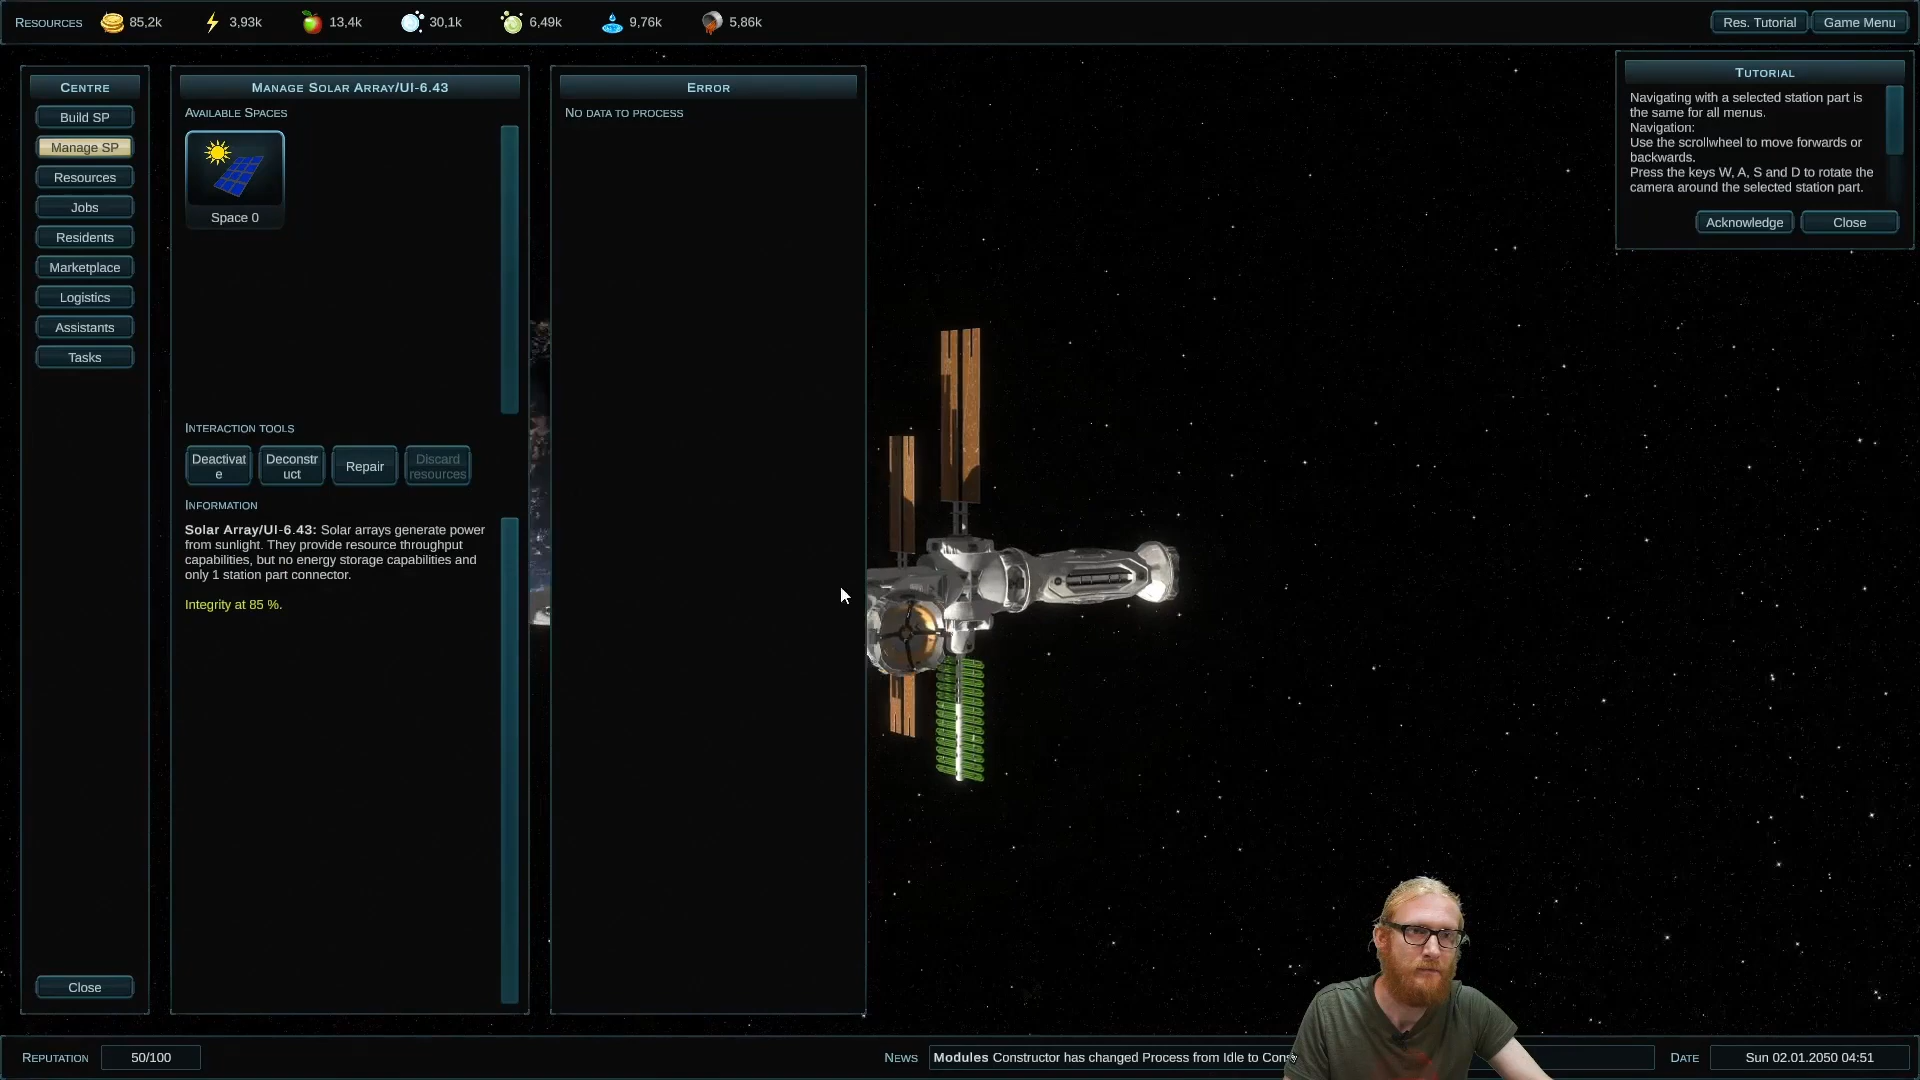 Resources 85,2k 3,93k 13,4k 30,1k 6,49k 9,76k 5,86k Res. Tutorial Game Menu
Centre
Build SP
Manage SP
Resources
Jobs
Residents
Marketplace
Logistics
Assistants
Tasks
Close
Manage Solar Array/UI-6.43
Available Spaces
Space 0
Interaction tools
Deactivat
e
Deconstr
uct
Repair
Discard
resources
Information
Solar Array/UI-6.43: Solar arrays generate power
from sunlight. They provide resource throughput
capabilities, but no energy storage capabilities and
only 1 station part connector.
Integrity at 85 %.
Error
No data to process
Tutorial
Navigating with a selected station part is
the same for all menus.
Navigation:
Use the scrollwheel to move forwards or
backwards.
Press the keys W, A, S and D to rotate the
camera around the selected station part.
Acknowledge Close
Reputation 50/100 News Modules Constructor has changed Process from Idle to Date Sun 02.01.2050 04:51